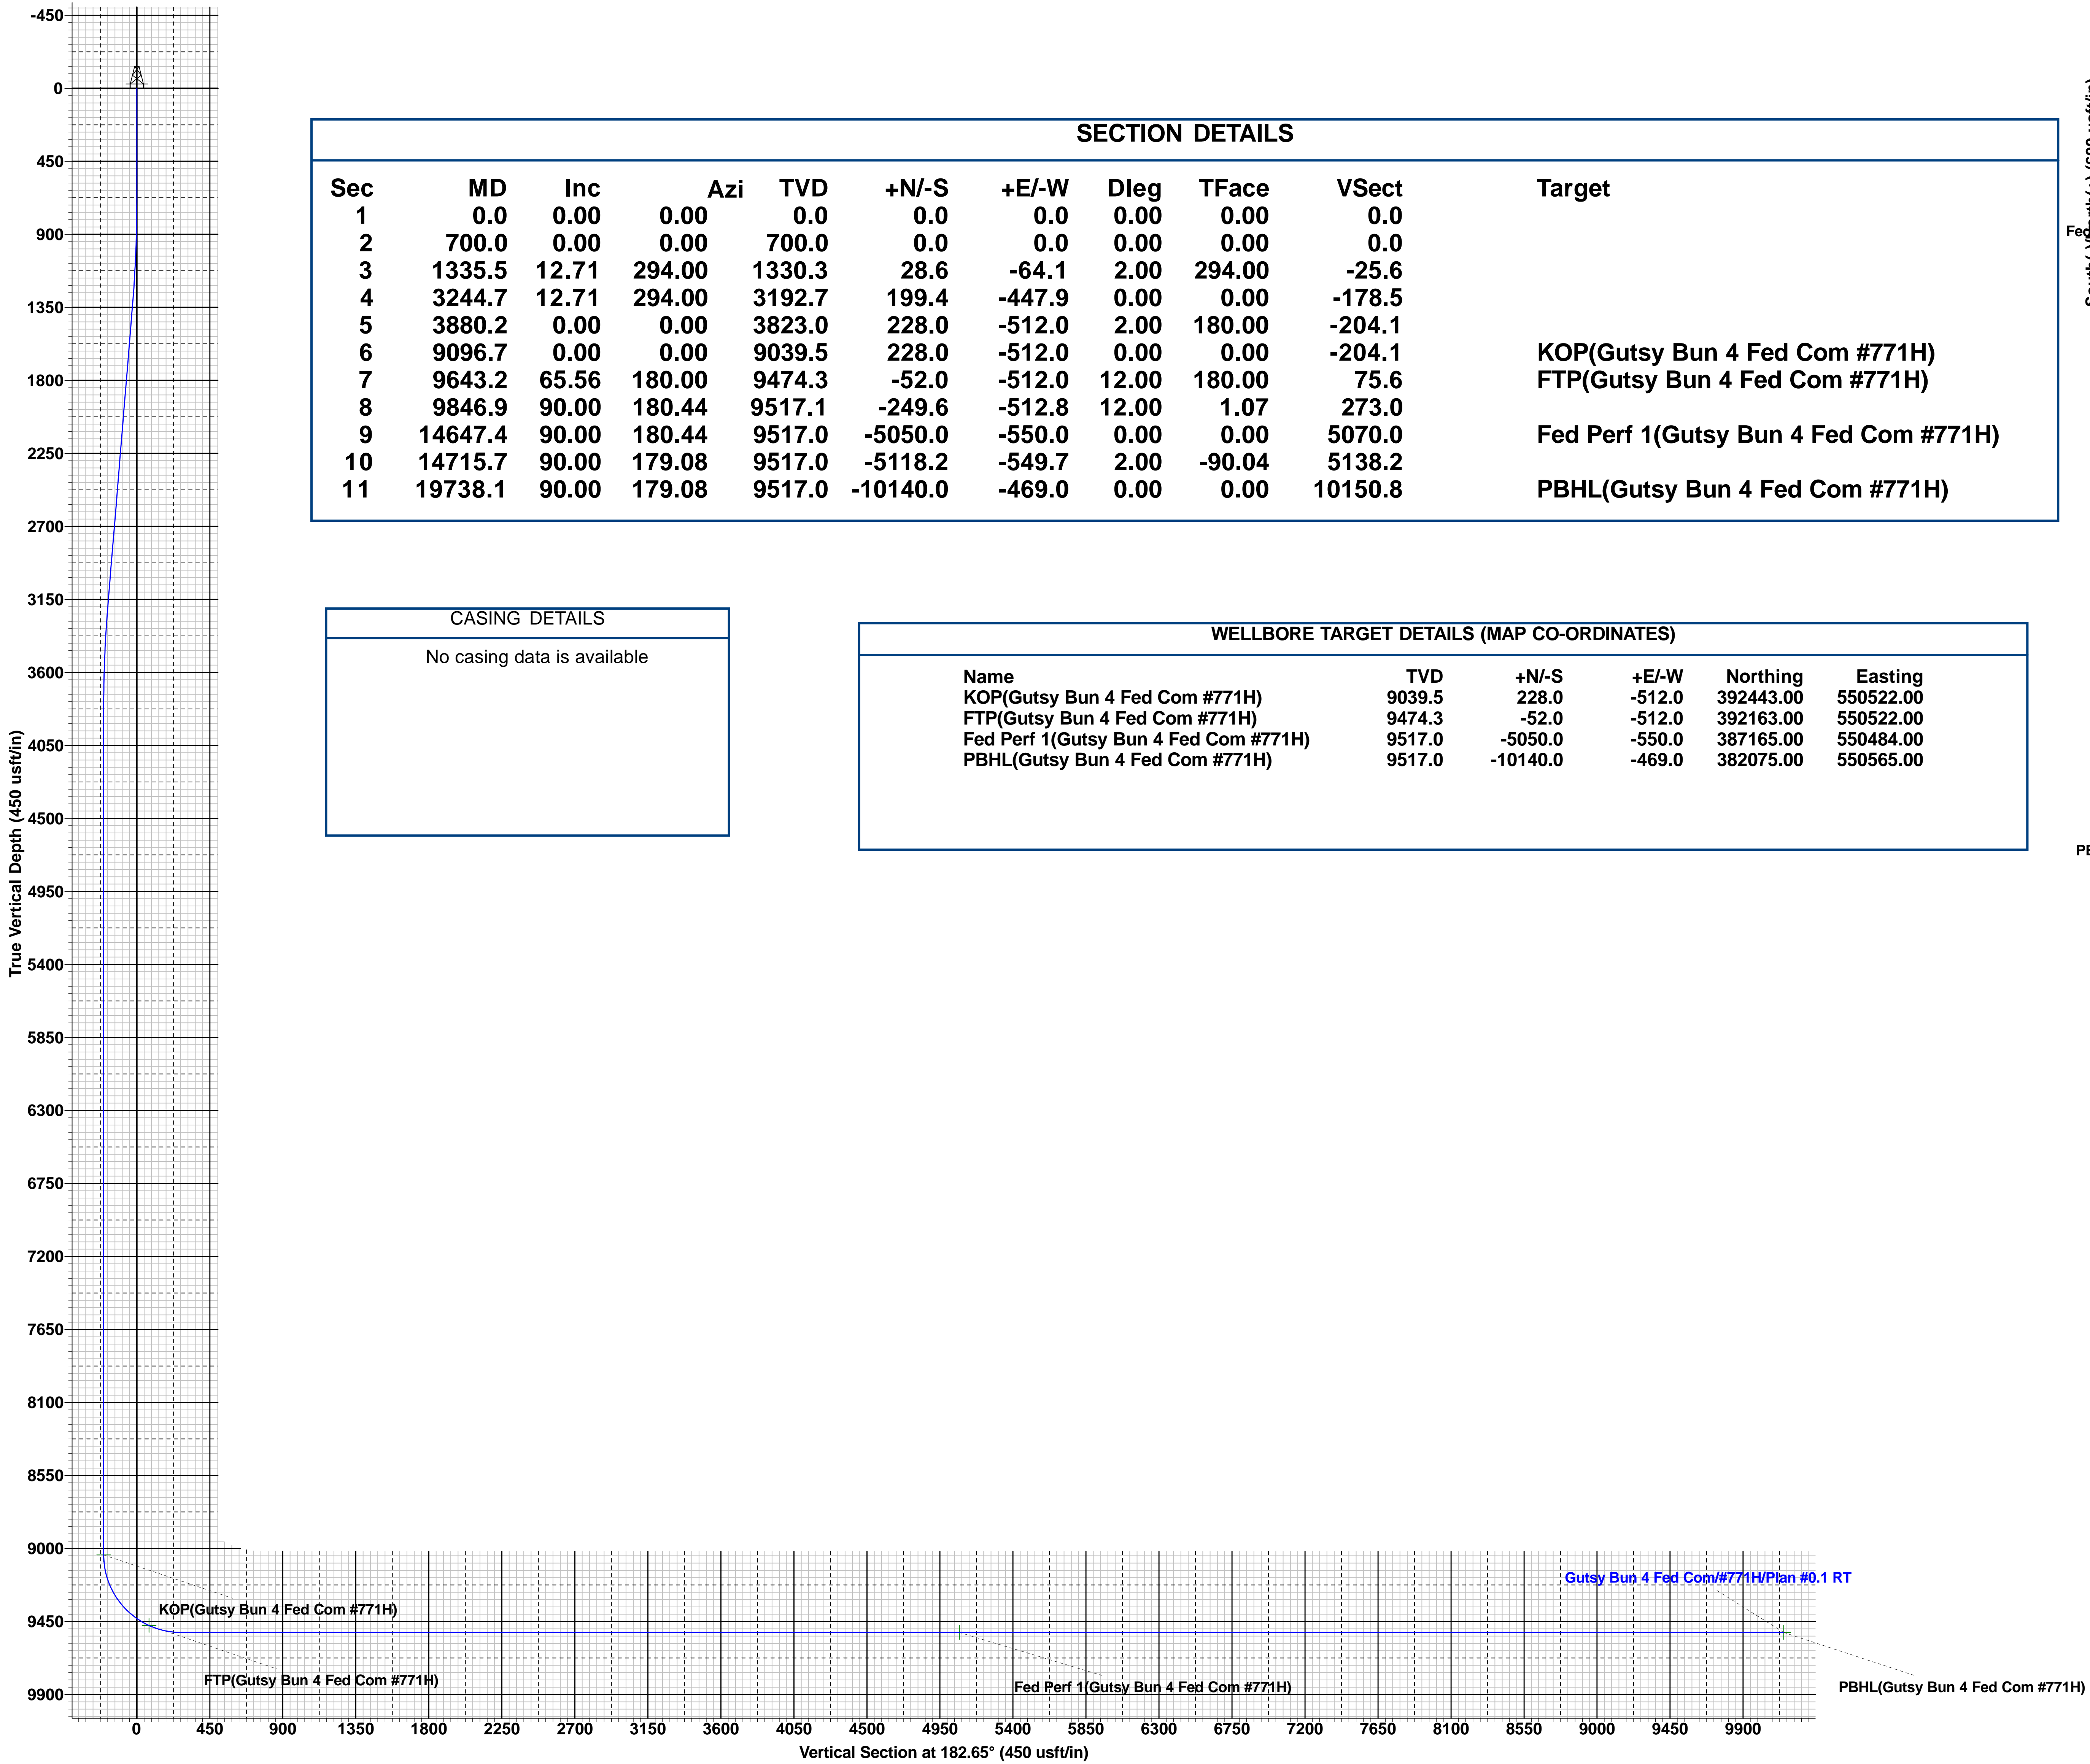 SECTION DETAILS
Sec MD Inc Azi TVD +N/-S +E/-W Dleg TFace VSect Target
1 0.0 0.00 0.00 0.0 0.0 0.0 0.00 0.00 0.0
2 700.0 0.00 0.00 700.0 0.0 0.0 0.00 0.00 0.0
3 1335.5 12.71 294.00 1330.3 28.6 -64.1 2.00 294.00 -25.6
4 3244.7 12.71 294.00 3192.7 199.4 -447.9 0.00 0.00 -178.5
5 3880.2 0.00 0.00 3823.0 228.0 -512.0 2.00 180.00 -204.1
6 9096.7 0.00 0.00 9039.5 228.0 -512.0 0.00 0.00 -204.1 KOP(Gutsy Bun 4 Fed Com #771H)
7 9643.2 65.56 180.00 9474.3 -52.0 -512.0 12.00 180.00 75.6 FTP(Gutsy Bun 4 Fed Com #771H)
8 9846.9 90.00 180.44 9517.1 -249.6 -512.8 12.00 1.07 273.0
9 14647.4 90.00 180.44 9517.0 -5050.0 -550.0 0.00 0.00 5070.0 Fed Perf 1(Gutsy Bun 4 Fed Com #771H)
10 14715.7 90.00 179.08 9517.0 -5118.2 -549.7 2.00 -90.04 5138.2
11 19738.1 90.00 179.08 9517.0 -10140.0 -469.0 0.00 0.00 10150.8 PBHL(Gutsy Bun 4 Fed Com #771H)
CASING DETAILS
No casing data is available
WELLBORE TARGET DETAILS (MAP CO-ORDINATES)
Name TVD +N/-S +E/-W Northing Easting
KOP(Gutsy Bun 4 Fed Com #771H) 9039.5 228.0 -512.0 392443.00 550522.00
FTP(Gutsy Bun 4 Fed Com #771H) 9474.3 -52.0 -512.0 392163.00 550522.00
Fed Perf 1(Gutsy Bun 4 Fed Com #771H) 9517.0 -5050.0 -550.0 387165.00 550484.00
PBHL(Gutsy Bun 4 Fed Com #771H) 9517.0 -10140.0 -469.0 382075.00 550565.00
True Vertical Depth (450 usft/in)
-450
0
450
900
1350
1800
2250
2700
3150
3600
4050
4500
4950
5400
5850
6300
6750
7200
7650
8100
8550
9000
9450
9900
Gutsy Bun 4 Fed Com/#771H/Plan #0.1 RT
KOP(Gutsy Bun 4 Fed Com #771H)
FTP(Gutsy Bun 4 Fed Com #771H)
Fed Perf 1(Gutsy Bun 4 Fed Com #771H)
PBHL(Gutsy Bun 4 Fed Com #771H)
0 450 900 1350 1800 2250 2700 3150 3600 4050 4500 4950 5400 5850 6300 6750 7200 7650 8100 8550 9000 9450 9900
Vertical Section at 182.65° (450 usft/in)